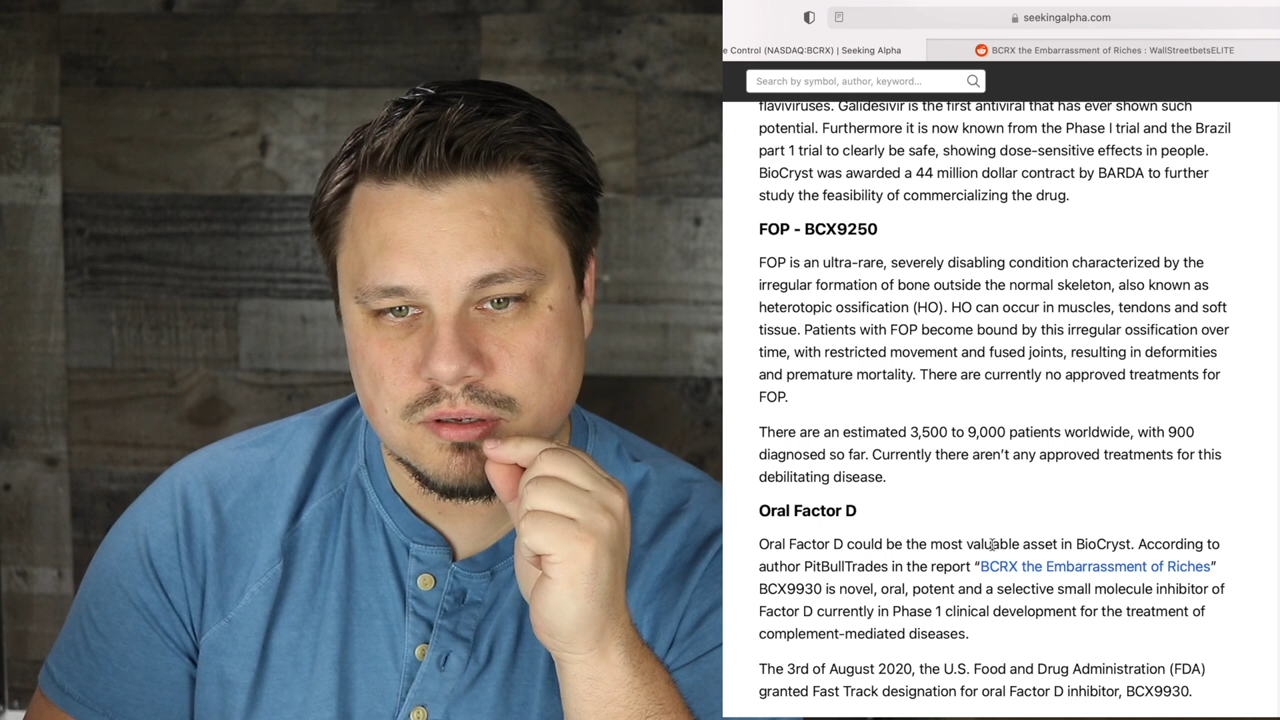 seekingalpha.com
e Control (NASDAQ:BCRX) | Seeking Alpha
BCRX the Embarrassment of Riches : WallStreetbetsELITE
Search by symbol, author, keyword...
flaviviruses. Galidesivir is the first antiviral that has ever shown such
potential. Furthermore it is now known from the Phase I trial and the Brazil
part 1 trial to clearly be safe, showing dose-sensitive effects in people.
BioCryst was awarded a 44 million dollar contract by BARDA to further
study the feasibility of commercializing the drug.
FOP - BCX9250
FOP is an ultra-rare, severely disabling condition characterized by the
irregular formation of bone outside the normal skeleton, also known as
heterotopic ossification (HO). HO can occur in muscles, tendons and soft
tissue. Patients with FOP become bound by this irregular ossification over
time, with restricted movement and fused joints, resulting in deformities
and premature mortality. There are currently no approved treatments for
FOP.
There are an estimated 3,500 to 9,000 patients worldwide, with 900
diagnosed so far. Currently there aren't any approved treatments for this
debilitating disease.
Oral Factor D
Oral Factor D could be the most valuable asset in BioCryst. According to
author PitBullTrades in the report “BCRX the Embarrassment of Riches”
BCX9930 is novel, oral, potent and a selective small molecule inhibitor of
Factor D currently in Phase 1 clinical development for the treatment of
complement-mediated diseases.
The 3rd of August 2020, the U.S. Food and Drug Administration (FDA)
granted Fast Track designation for oral Factor D inhibitor, BCX9930.